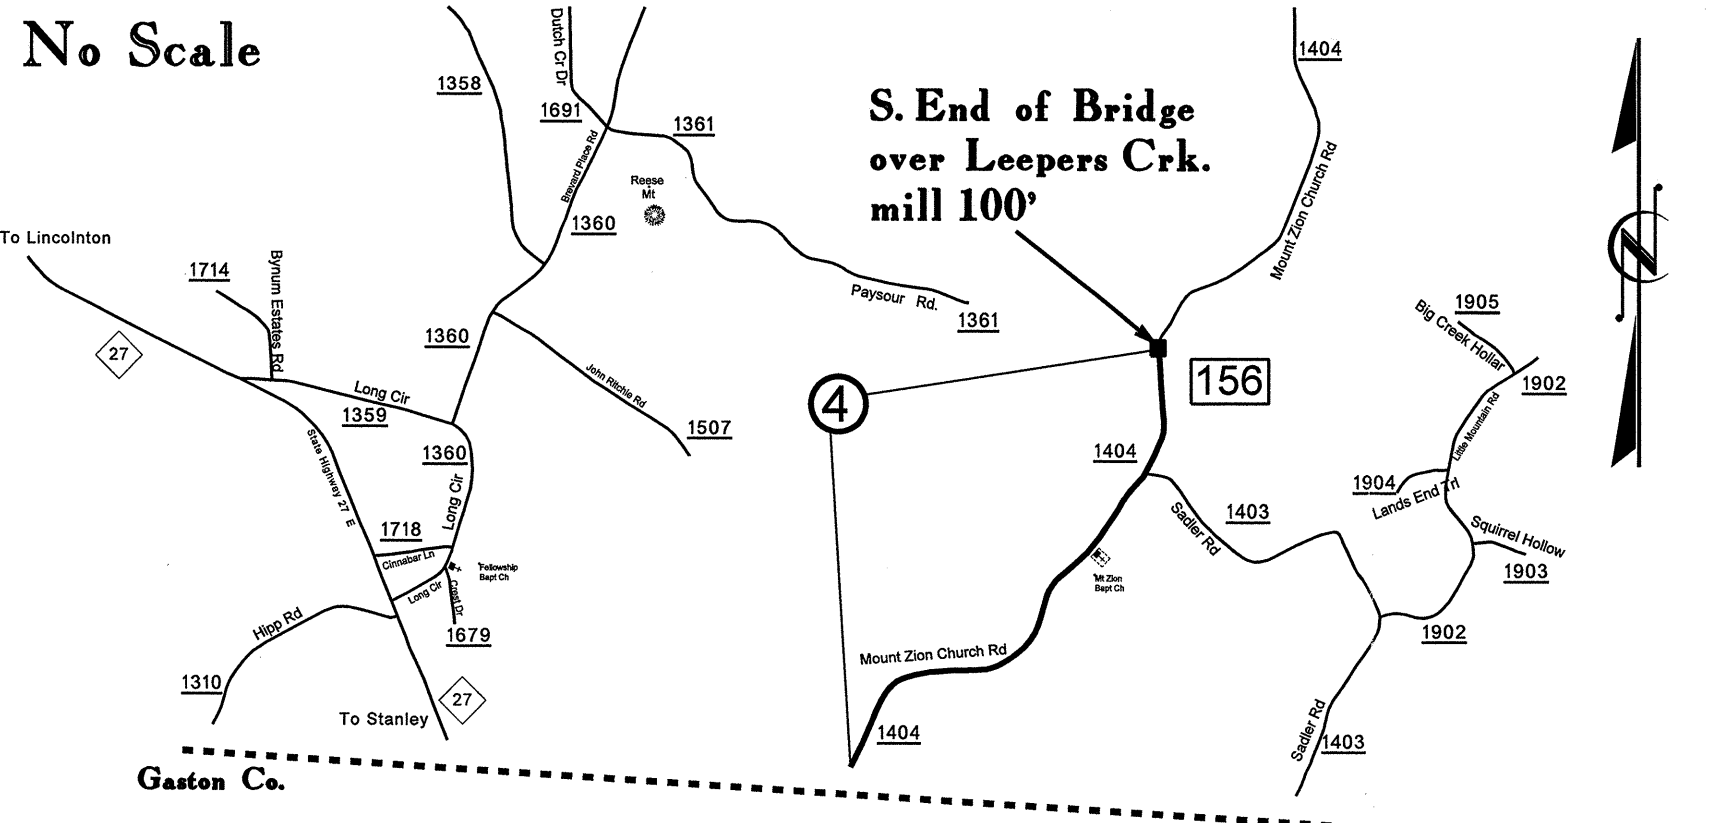 No Scale
Dutch Cr Dr
1404
1358
S. End of Bridge
over Leepers Crk.
mill 100'
1691
1361
Brevard Place Rd
Reese
Mt
1360
Mount Zion Church Rd
To Lincolnton
1714
Bynum Estates Rd
Paysour Rd.
1361
1905
Big Creek Hollar
1902
27
1360
N
John Ritchie Rd
1507
156
4
Long Cir
1359
Little Mountain Rd
State Highway 27 E
1360
Long Cir
1404
1904
Lands End Trl
Sadler Rd
1403
Squirrel Hollow
1903
1718
Cinnabar Ln
Fellowship
Bapt Ch
Long Cir
Crest Dr
Mt Zion
Bapt Ch
Hipp Rd
1679
1902
Mount Zion Church Rd
1310
27
To Stanley
1404
Sadler Rd
1403
Gaston Co.